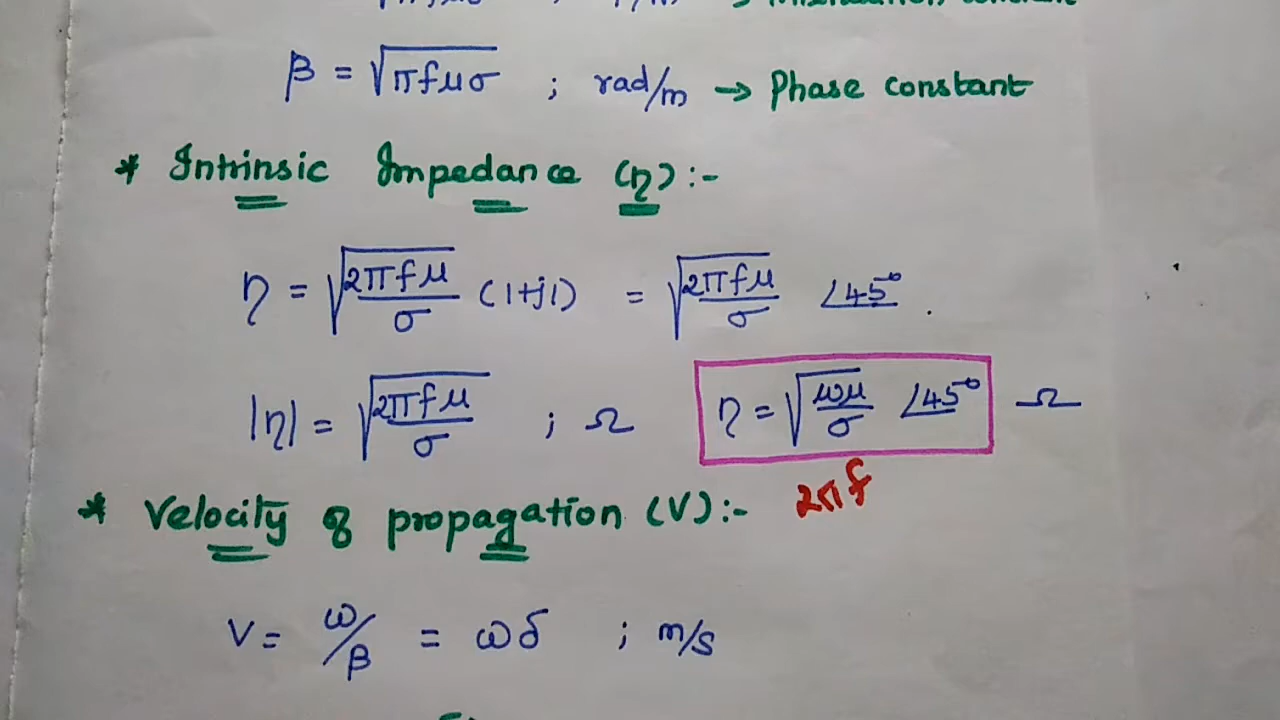 β = √πfμσ ; rad/m → Phase constant
* Intrinsic Impedance (η):-
η = √2πfμ/σ (1+j1) = √2πfμ/σ ∠45° .
|η| = √2πfμ/σ ; Ω η = √ωμ/σ ∠45° Ω
2πf
* Velocity of propagation (V):-
V = ω/β = ωδ ; m/s